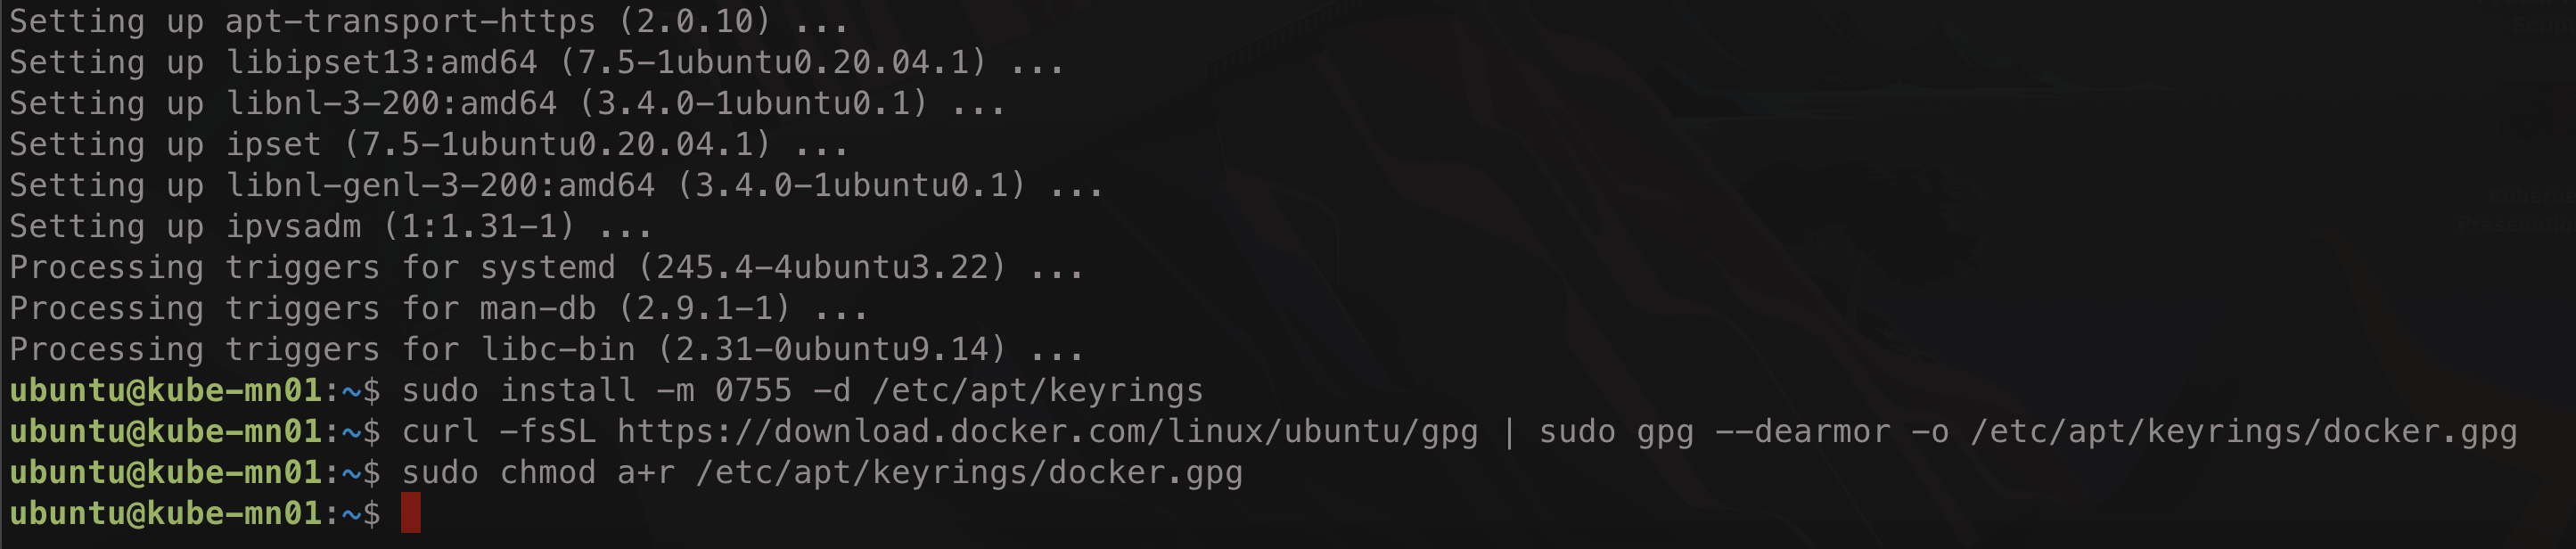 Setting up apt-transport-https (2.0.10) ...
Setting up libipset13:amd64 (7.5-1ubuntu0.20.04.1) ...
Setting up libnl-3-200:amd64 (3.4.0-1ubuntu0.1) ...
Setting up ipset (7.5-1ubuntu0.20.04.1) ...
Setting up libnl-genl-3-200:amd64 (3.4.0-1ubuntu0.1) ...
Setting up ipvsadm (1:1.31-1) ...
Processing triggers for systemd (245.4-4ubuntu3.22) ...
Processing triggers for man-db (2.9.1-1) ...
Processing triggers for libc-bin (2.31-0ubuntu9.14) ...
ubuntu@kube-mn01:~$ sudo install -m 0755 -d /etc/apt/keyrings
ubuntu@kube-mn01:~$ curl -fsSL https://download.docker.com/linux/ubuntu/gpg | sudo gpg --dearmor -o /etc/apt/keyrings/docker.gpg
ubuntu@kube-mn01:~$ sudo chmod a+r /etc/apt/keyrings/docker.gpg
ubuntu@kube-mn01:~$